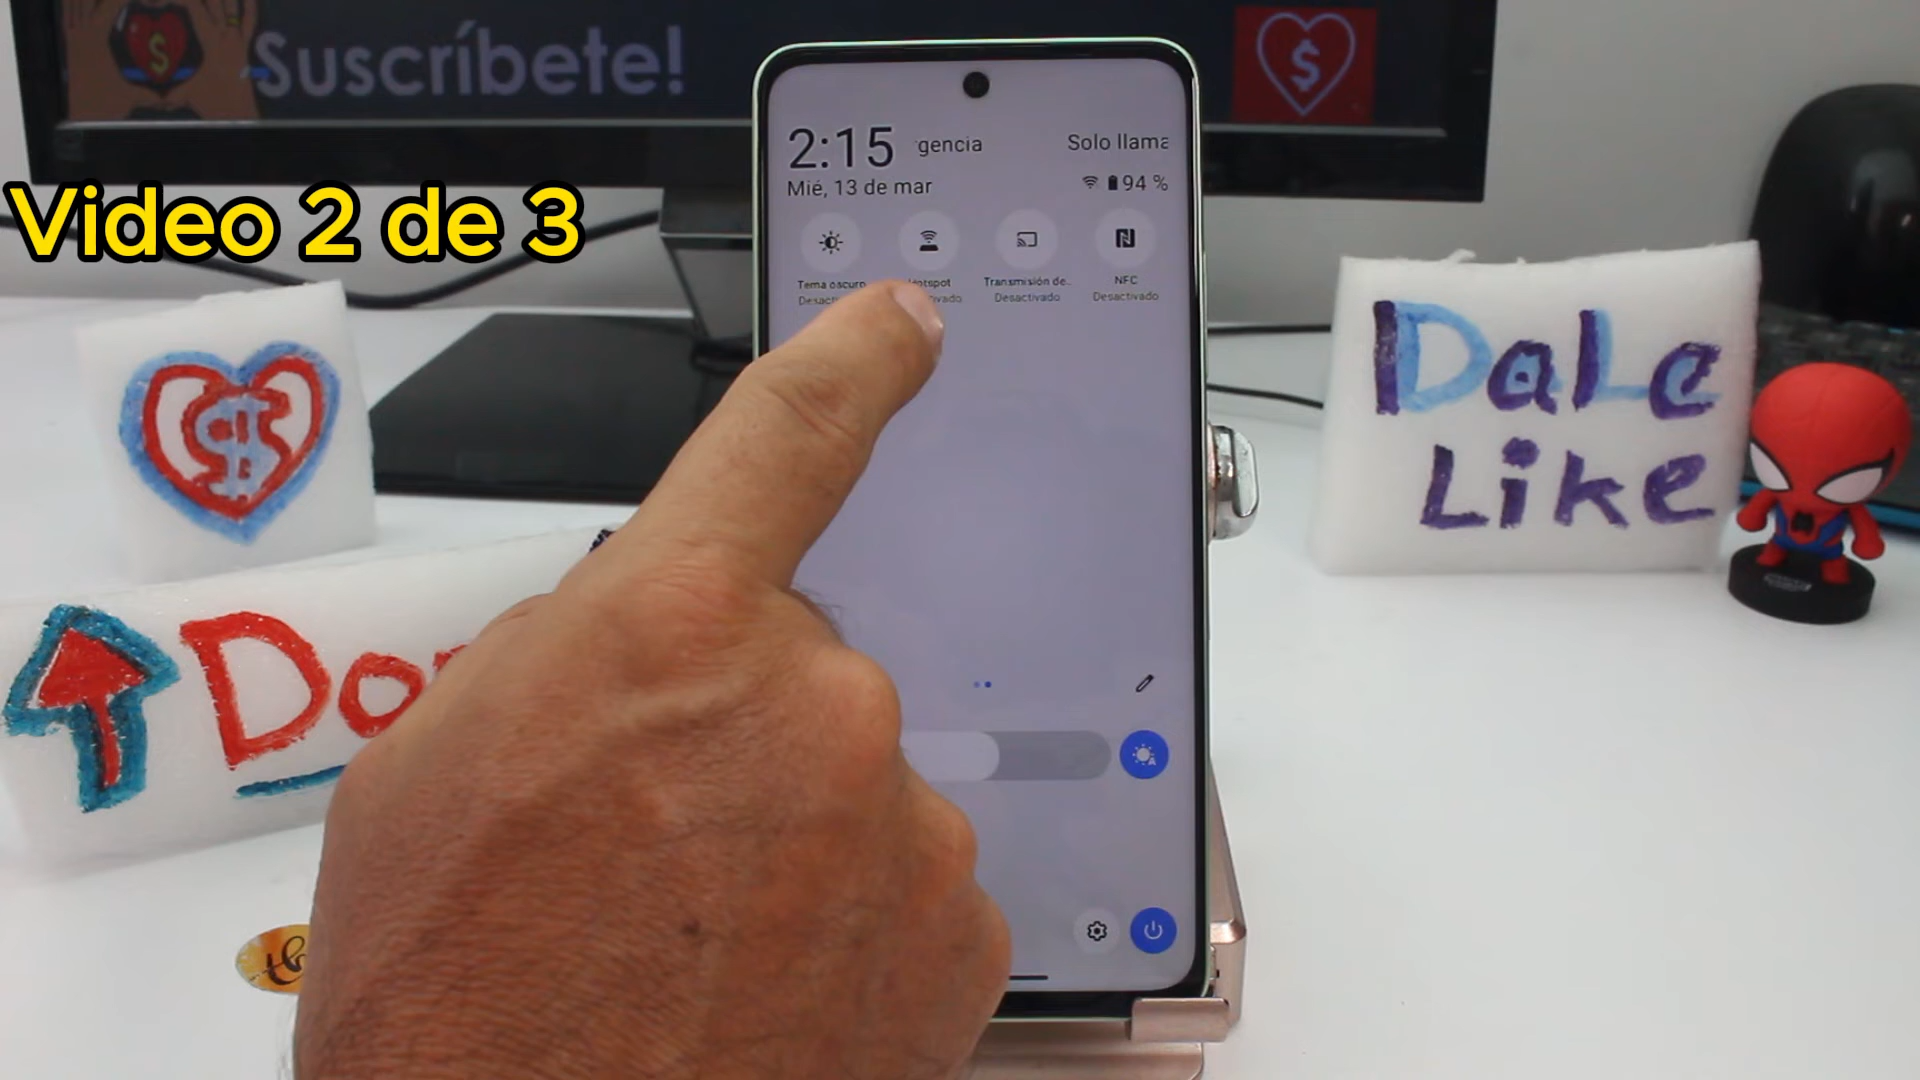 Suscríbete!
Video 2 de 3
2:15
gencia
Solo llama
Mié, 13 de mar
94 %
Tema oscuro
Hotspot
Transmisión de..
NFC
Desactivado
Desactivado
DaLe
Like